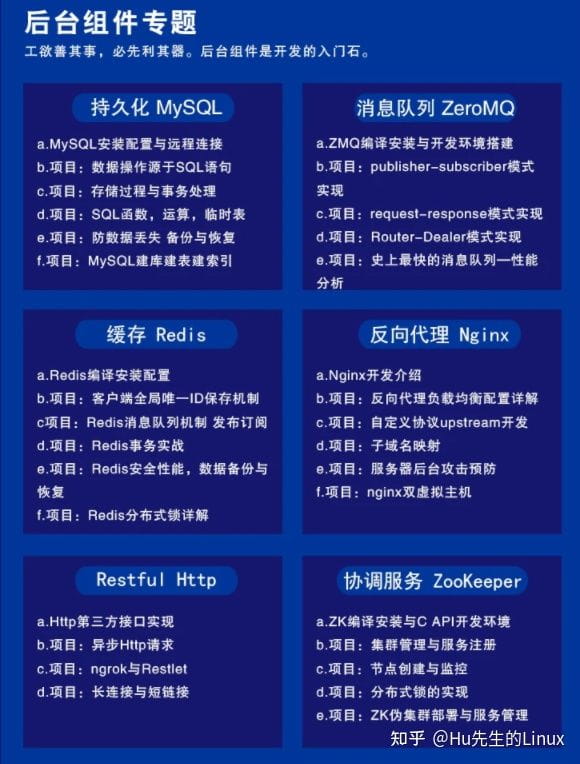 后台组件专题
工欲善其事，必先利其器。后台组件是开发的入门石。
持久化 MySQL
a.MySQL安装配置与远程连接
b.项目：数据操作源于SQL语句
c.项目：存储过程与事务处理
d.项目：SQL函数，运算，临时表
e.项目：防数据丢失 备份与恢复
f.项目：MySQL建库建表建索引
消息队列 ZeroMQ
a.ZMQ编译安装与开发环境搭建
b.项目：publisher-subscriber模式
实现
c.项目：request-response模式实现
d.项目：Router-Dealer模式实现
e.项目：史上最快的消息队列—性能
分析
缓存 Redis
a.Redis编译安装配置
b.项目：客户端全局唯一ID保存机制
c项目：Redis消息队列机制 发布订阅
d.项目：Redis事务实战
e.项目：Redis安全性能，数据备份与
恢复
f.项目：Redis分布式锁详解
反向代理 Nginx
a.Nginx开发介绍
b.项目：反向代理负载均衡配置详解
c.项目：自定义协议upstream开发
d.项目：子域名映射
e.项目：服务器后台攻击预防
f.项目：nginx双虚拟主机
Restful Http
a.Http第三方接口实现
b.项目：异步Http请求
c.项目：ngrok与Restlet
d.项目：长连接与短链接
协调服务 ZooKeeper
a.ZK编译安装与C API开发环境
b.项目：集群管理与服务注册
c.项目：节点创建与监控
d.项目：分布式锁的实现
e.项目：ZK伪集群部署与服务管理
知乎 @Hu先生的Linux